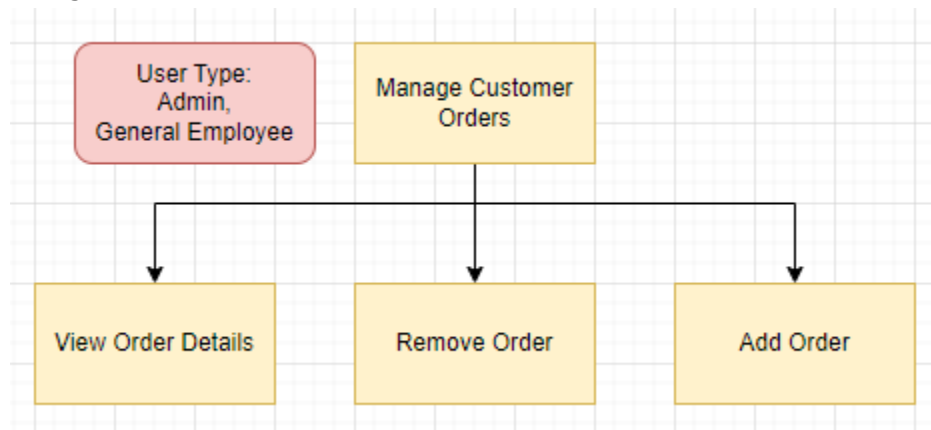 User Type:
Admin,
General Employee
Manage Customer
Orders
View Order Details
Remove Order
Add Order